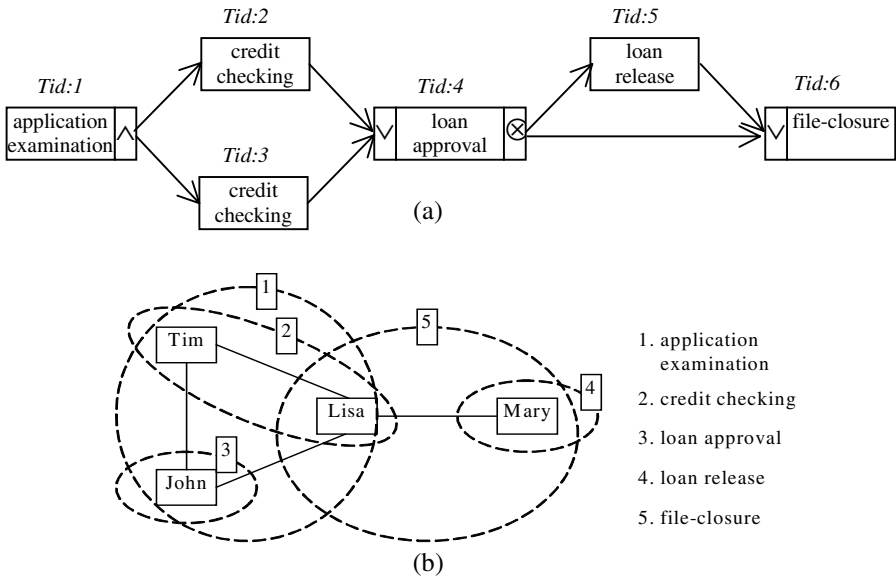 Tid:2
credit
checking
Tid:5
loan
release
Tid:1
application
examination
∧
Tid:4
∨
loan
approval
⊗
Tid:6
∨
file-closure
Tid:3
credit
checking
(a)
1
2
5
Tim
Lisa
Mary
4
3
John
1. application
examination
2. credit checking
3. loan approval
4. loan release
5. file-closure
(b)